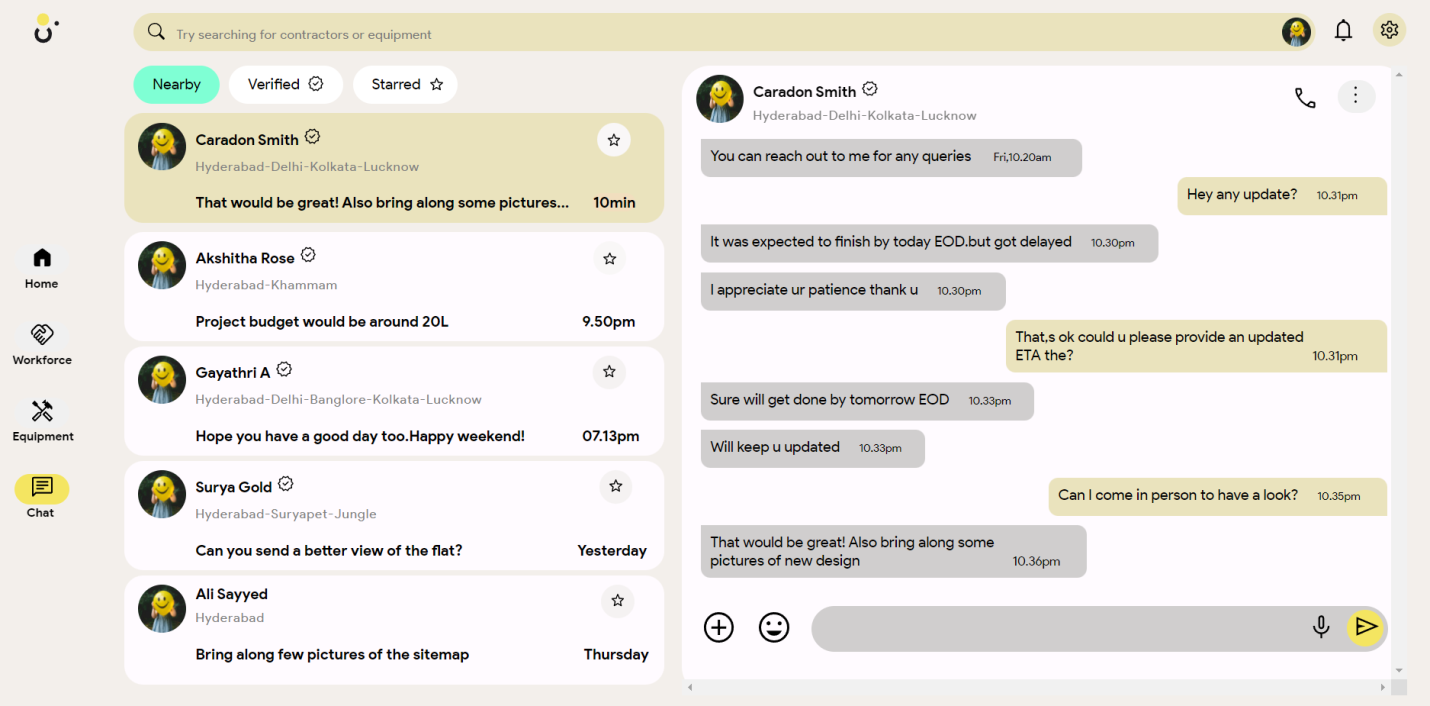 Try searching for contractors or equipment
Nearby
Verified
Starred
Home
Workforce
Equipment
Chat
Caradon Smith
Hyderabad-Delhi-Kolkata-Lucknow
That would be great! Also bring along some pictures... 10min
Akshitha Rose
Hyderabad-Khammam
Project budget would be around 20L 9.50pm
Gayathri A
Hyderabad-Delhi-Banglore-Kolkata-Lucknow
Hope you have a good day too.Happy weekend! 07.13pm
Surya Gold
Hyderabad-Suryapet-Jungle
Can you send a better view of the flat? Yesterday
Ali Sayyed
Hyderabad
Bring along few pictures of the sitemap Thursday
Caradon Smith
Hyderabad-Delhi-Kolkata-Lucknow
You can reach out to me for any queries Fri,10.20am
Hey any update? 10.31pm
It was expected to finish by today EOD.but got delayed 10.30pm
I appreciate ur patience thank u 10.30pm
That,s ok could u please provide an updated
ETA the? 10.31pm
Sure will get done by tomorrow EOD 10.33pm
Will keep u updated 10.33pm
Can I come in person to have a look? 10.35pm
That would be great! Also bring along some
pictures of new design 10.36pm